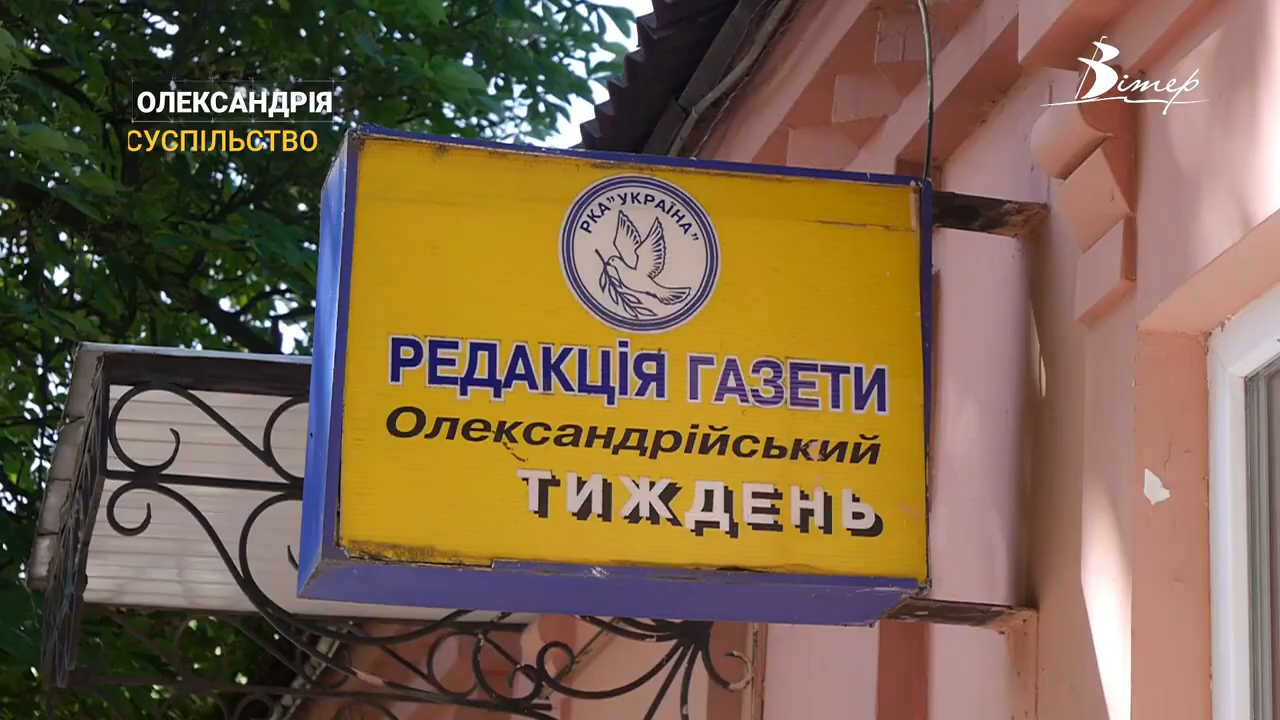 ОЛЕКСАНДРІЯ
СУСПІЛЬСТВО
Вітер
РКА"УКРАЇНА"
РЕДАКЦіЯ ГАЗЕТИ
Олександрійський
ТИЖДЕНЬ